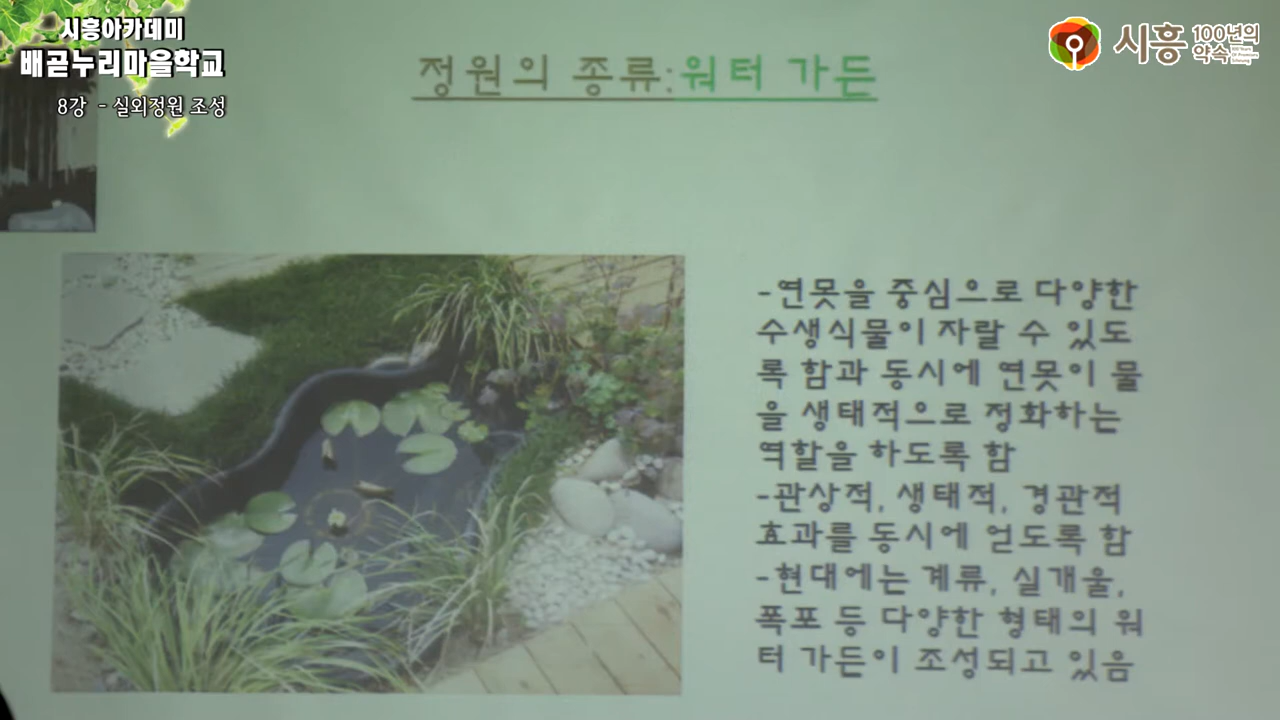 시흥아카데미
배곧누리마을학교
8강 - 실외정원 조성
시흥 100년의
약속
정원의 종류:워터 가든
-연못을 중심으로 다양한
수생식물이 자랄 수 있도
록 함과 동시에 연못이 물
을 생태적으로 정화하는
역할을 하도록 함
-관상적, 생태적, 경관적
효과를 동시에 얻도록 함
-현대에는 계류, 실개울,
폭포 등 다양한 형태의 워
터 가든이 조성되고 있음